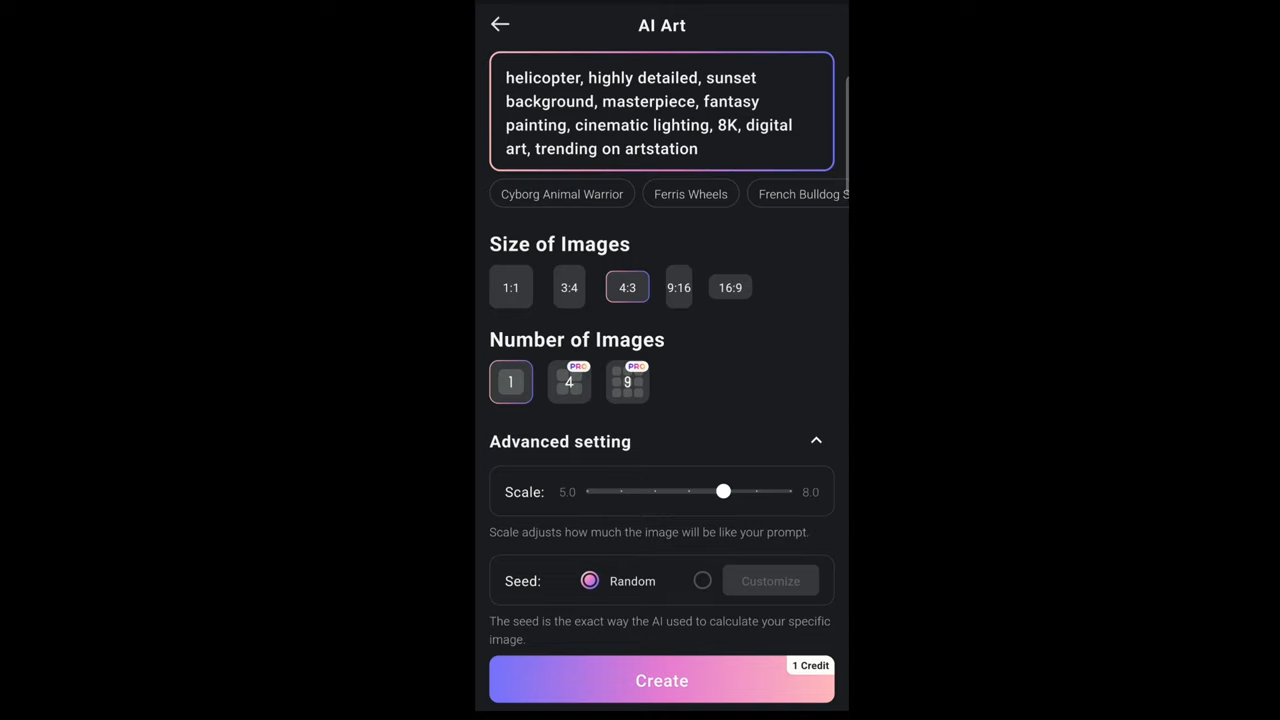 AI Art
helicopter, highly detailed, sunset
background, masterpiece, fantasy
painting, cinematic lighting, 8K, digital
art, trending on artstation
Cyborg Animal Warrior Ferris Wheels French Bulldog S
Size of Images
1:1 3:4 4:3 9:16 16:9
Number of Images
PRO PRO
1 4 9
Advanced setting
Scale: 5.0 8.0
Scale adjusts how much the image will be like your prompt.
Seed: Random Customize
The seed is the exact way the AI used to calculate your specific
image.
1 Credit
Create